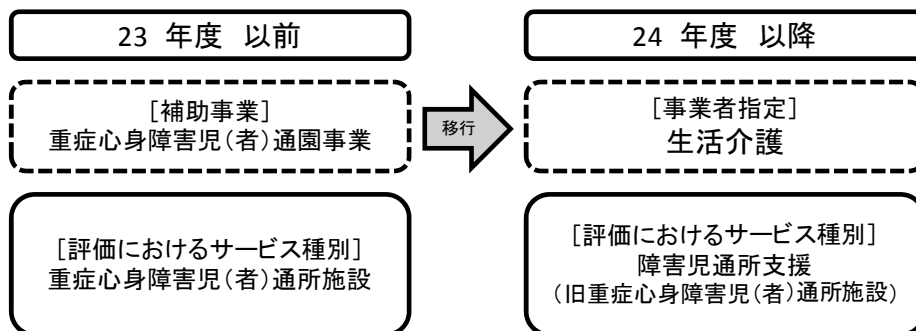 23 年度 以前
[補助事業]
重症心身障害児(者)通園事業
[評価におけるサービス種別]
重症心身障害児(者)通所施設
移行
24 年度 以降
[事業者指定]
生活介護
[評価におけるサービス種別]
障害児通所支援
(旧重症心身障害児(者)通所施設)